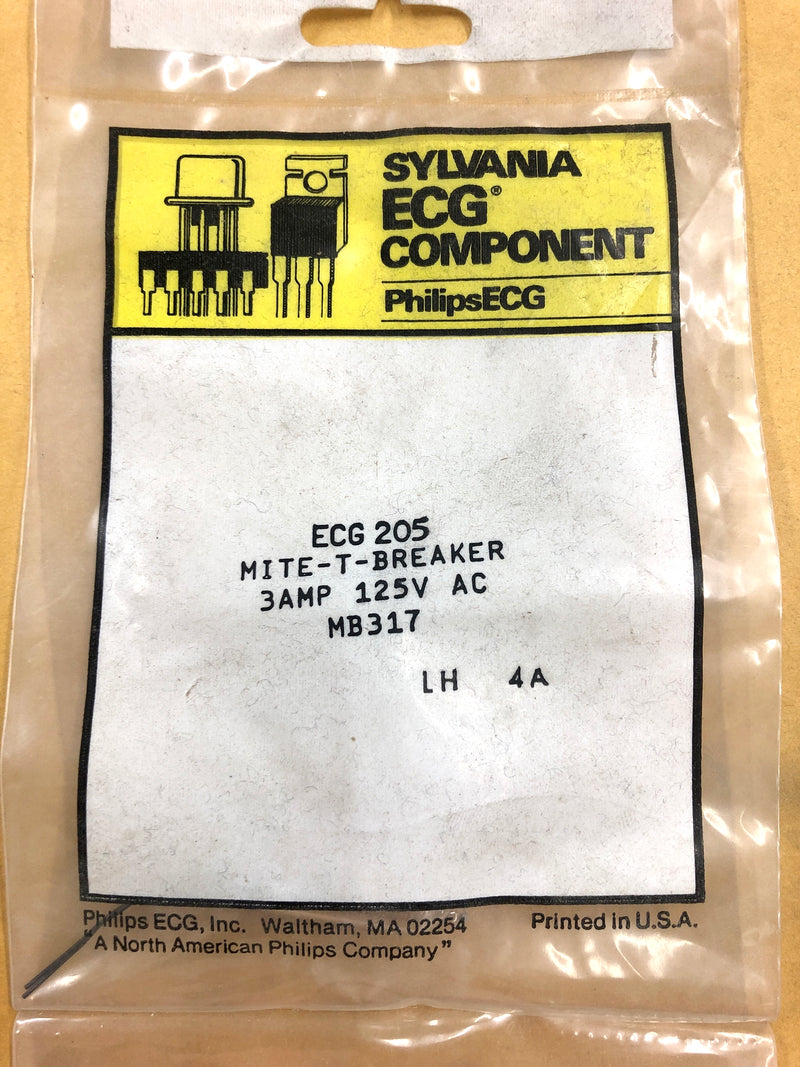 SYLVANIA
ECG®
COMPONENT
PhilipsECG
ECG 205
MITE-T-BREAKER
3AMP 125V AC
MB317
LH 4A
Philips ECG, Inc. Waltham, MA 02254 Printed in U.S.A.
"A North American Philips Company"